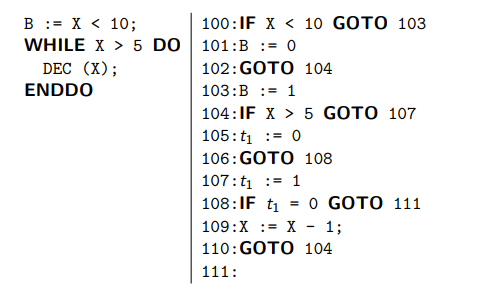 B := X < 10;
WHILE X > 5 DO
DEC (X);
ENDDO
100:IF X < 10 GOTO 103
101:B := 0
102:GOTO 104
103:B := 1
104:IF X > 5 GOTO 107
105:t₁ := 0
106:GOTO 108
107:t₁ := 1
108:IF t₁ = 0 GOTO 111
109:X := X - 1;
110:GOTO 104
111: